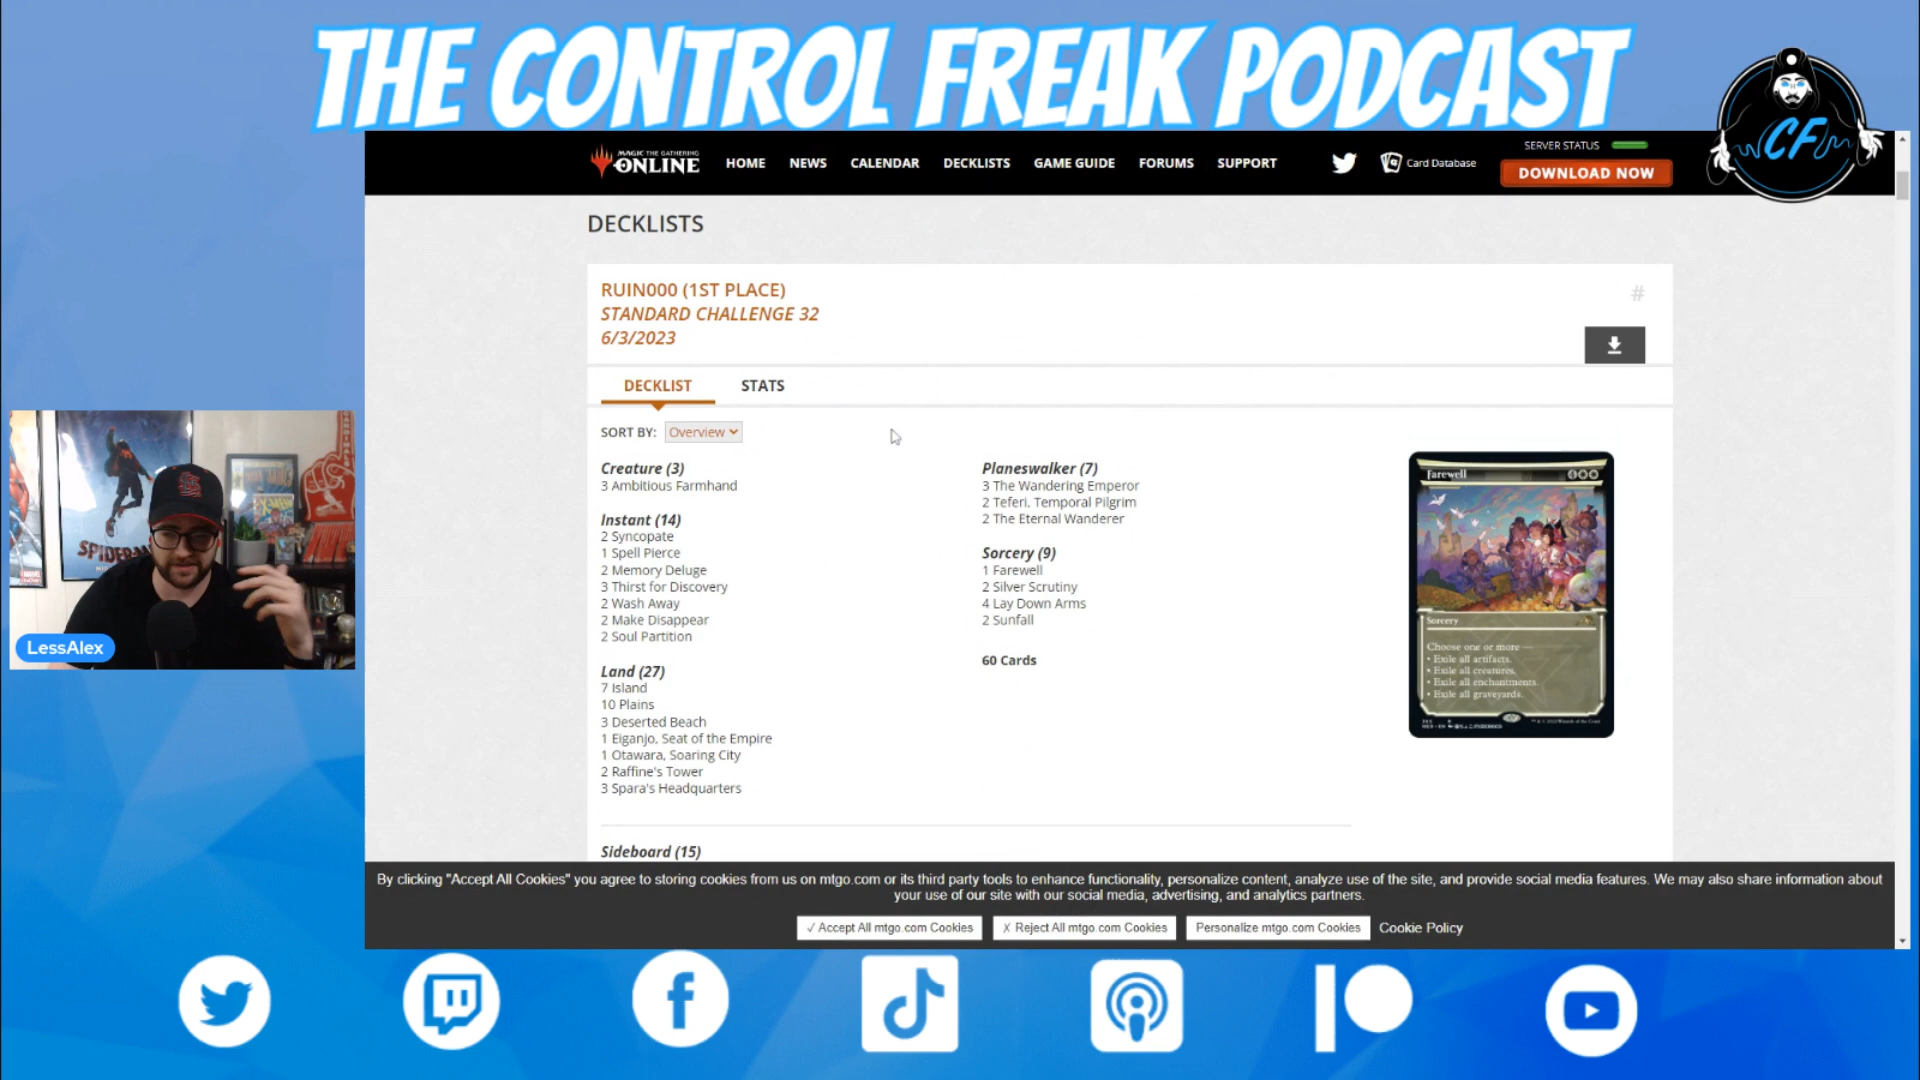 THE CONTROL FREAK PODCAST
CF
MAGIC THE GATHERING
ONLINE
HOME NEWS CALENDAR DECKLISTS GAME GUIDE FORUMS SUPPORT
Card Database
SERVER STATUS
DOWNLOAD NOW
DECKLISTS
RUIN000 (1ST PLACE)
#
STANDARD CHALLENGE 32
6/3/2023
DECKLIST STATS
SORT BY: Overview
Creature (3)
3 Ambitious Farmhand
Instant (14)
2 Syncopate
1 Spell Pierce
2 Memory Deluge
3 Thirst for Discovery
2 Wash Away
2 Make Disappear
2 Soul Partition
Land (27)
7 Island
10 Plains
3 Deserted Beach
1 Eiganjo, Seat of the Empire
1 Otawara, Soaring City
2 Raffine's Tower
3 Spara's Headquarters
Planeswalker (7)
3 The Wandering Emperor
2 Teferi, Temporal Pilgrim
2 The Eternal Wanderer
Sorcery (9)
1 Farewell
2 Silver Scrutiny
4 Lay Down Arms
2 Sunfall
60 Cards
Farewell
Sorcery
Choose one or more —
• Exile all artifacts.
• Exile all creatures.
• Exile all enchantments.
• Exile all graveyards.
Sideboard (15)
SPIDER-M
X-MEN
LessAlex
By clicking "Accept All Cookies" you agree to storing cookies from us on mtgo.com or its third party tools to enhance functionality, personalize content, analyze use of the site, and provide social media features. We may also share information about
your use of our site with our social media, advertising, and analytics partners.
✓ Accept All mtgo.com Cookies
X Reject All mtgo.com Cookies
Personalize mtgo.com Cookies
Cookie Policy